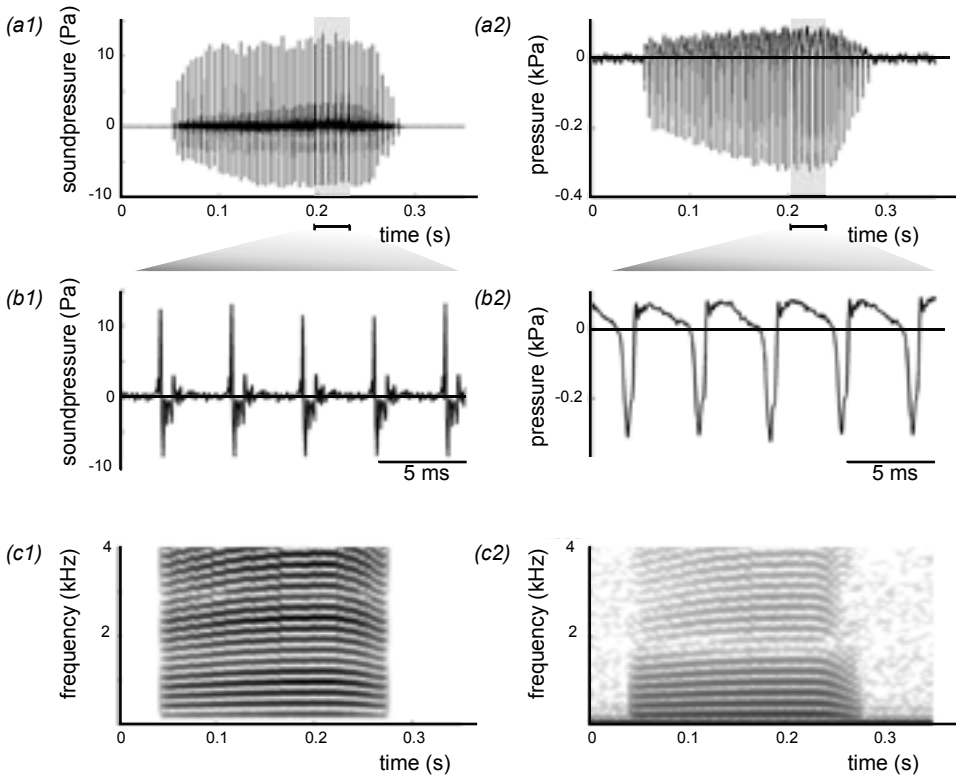 (a1)
soundpressure (Pa)
10
0
-10
0
0.1
0.2
0.3
time (s)
(a2)
pressure (kPa)
0
-0.2
-0.4
0
0.1
0.2
0.3
time (s)
(b1)
soundpressure (Pa)
10
0
-10
5 ms
(b2)
pressure (kPa)
0
-0.2
5 ms
(c1)
frequency (kHz)
4
2
0
0.1
0.2
0.3
time (s)
(c2)
frequency (kHz)
4
2
0
0.1
0.2
0.3
time (s)